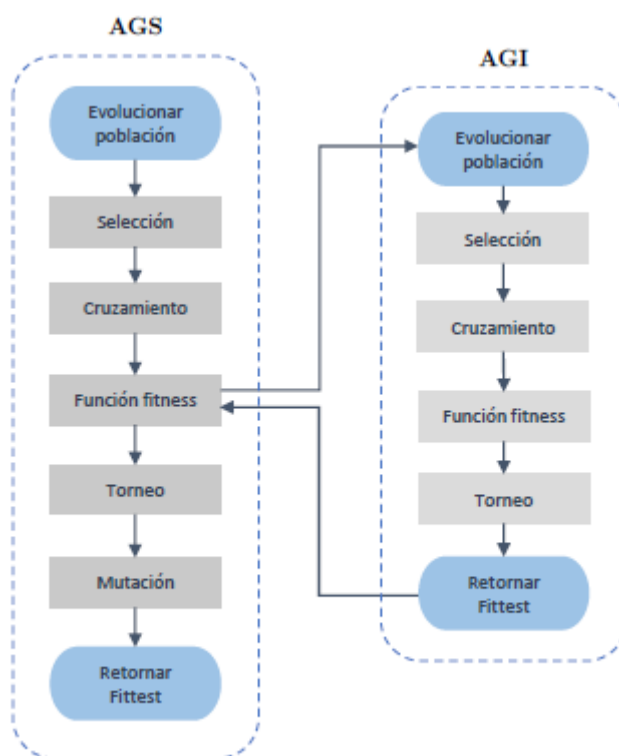 AGS
Evolucionar
población
Selección
Cruzamiento
Función fitness
Torneo
Mutación
Retornar
Fittest
AGI
Evolucionar
población
Selección
Cruzamiento
Función fitness
Torneo
Retornar
Fittest